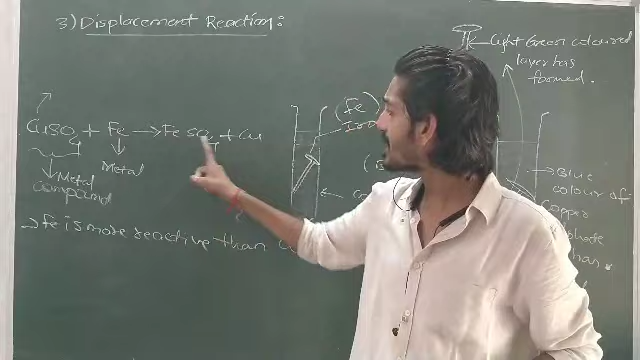 3) Displacement Reaction:
CuSO4 + Fe → FeSO4 + Cu
Metal
Metal
compound
→ Fe is more reactive than
(Fe)
Iron
Light Green coloured
layer has
formed.
→ Blue
colour of
Copper